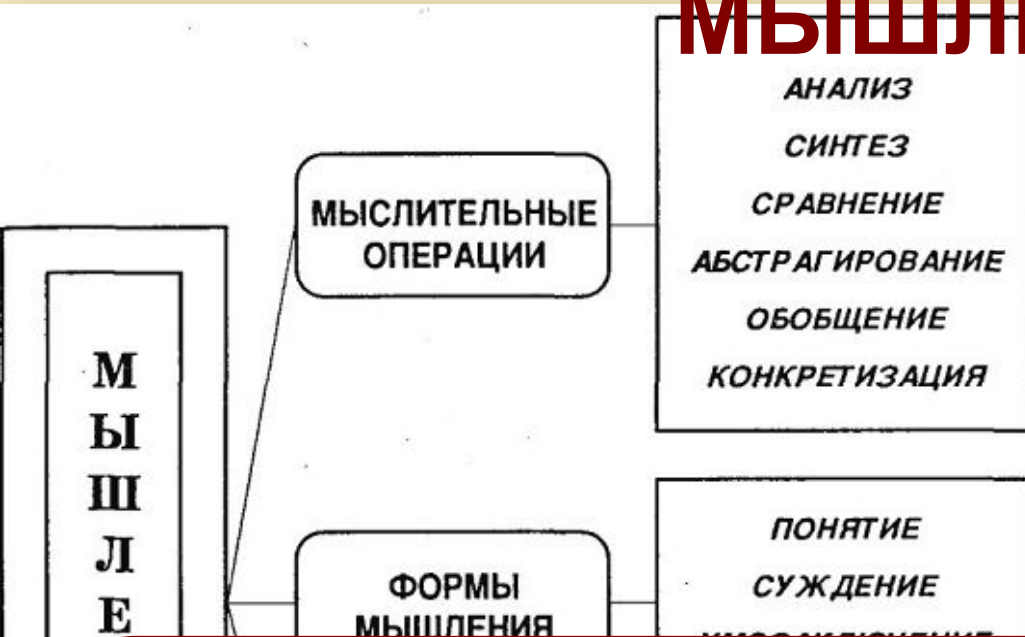 МЫШЛ
АНАЛИЗ
СИНТЕЗ
СРАВНЕНИЕ
АБСТРАГИРОВАНИЕ
ОБОБЩЕНИЕ
КОНКРЕТИЗАЦИЯ
МЫСЛИТЕЛЬНЫЕ
ОПЕРАЦИИ
М
Ы
Ш
Л
Е
ФОРМЫ
МЫШЛЕНИЯ
ПОНЯТИЕ
СУЖДЕНИЕ